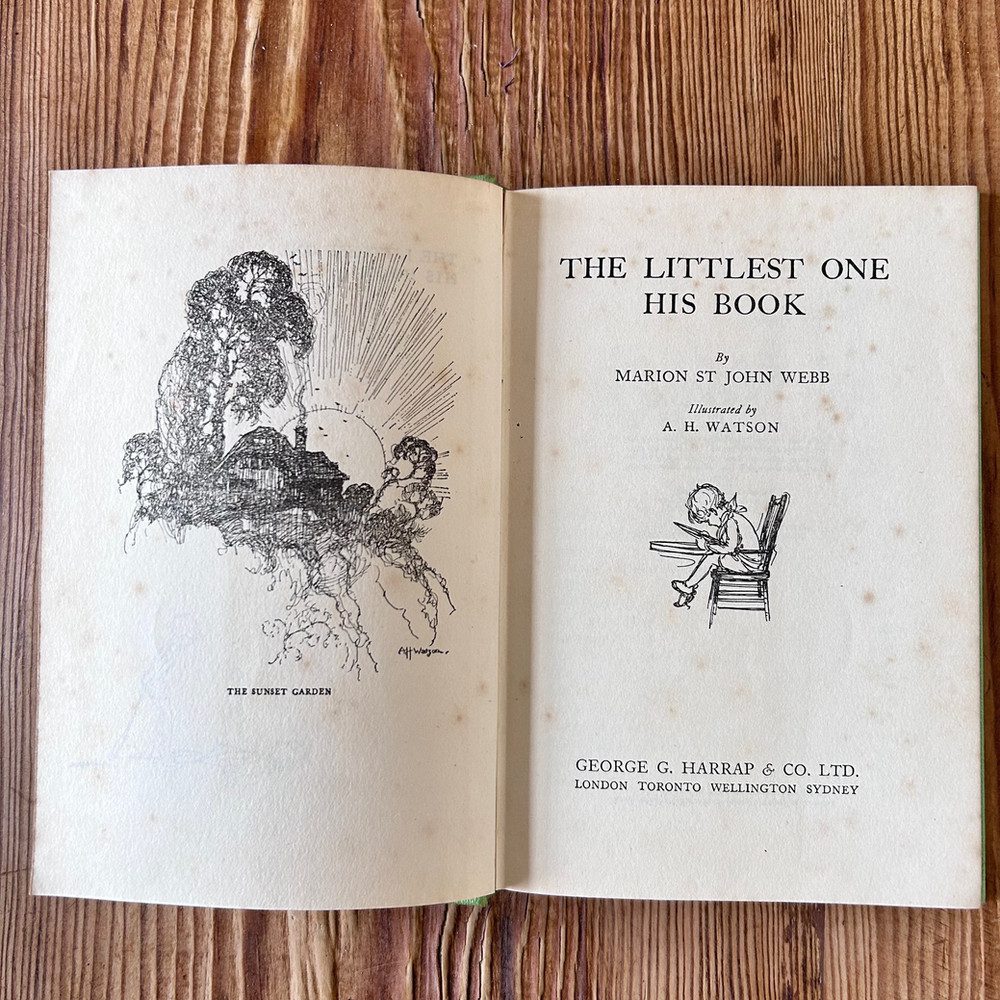 A H Watson.
THE SUNSET GARDEN
THE LITTLEST ONE
HIS BOOK
By
MARION ST JOHN WEBB
Illustrated by
A. H. WATSON
GEORGE G. HARRAP & CO. LTD.
LONDON TORONTO WELLINGTON SYDNEY